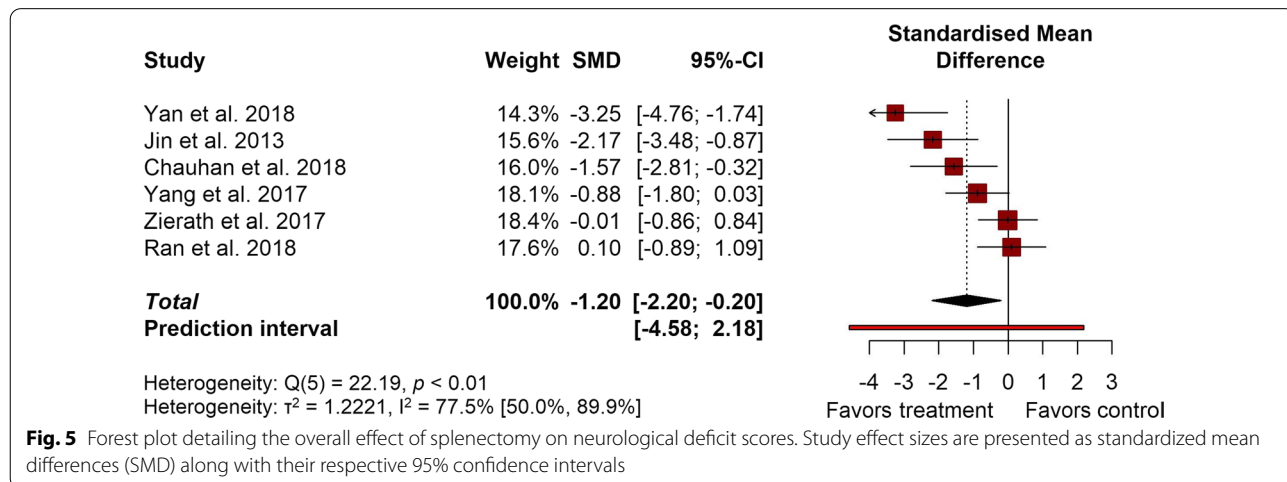 Standardised Mean
Study Weight SMD 95%-CI Difference
Yan et al. 2018 14.3% -3.25 [-4.76; -1.74]
Jin et al. 2013 15.6% -2.17 [-3.48; -0.87]
Chauhan et al. 2018 16.0% -1.57 [-2.81; -0.32]
Yang et al. 2017 18.1% -0.88 [-1.80; 0.03]
Zierath et al. 2017 18.4% -0.01 [-0.86; 0.84]
Ran et al. 2018 17.6% 0.10 [-0.89; 1.09]
Total 100.0% -1.20 [-2.20; -0.20]
Prediction interval [-4.58; 2.18]
Heterogeneity: Q(5) = 22.19, p < 0.01
-4 -3 -2 -1 0 1 2 3
Heterogeneity: τ² = 1.2221, I² = 77.5% [50.0%, 89.9%]
Favors treatment Favors control
Fig. 5 Forest plot detailing the overall effect of splenectomy on neurological deficit scores. Study effect sizes are presented as standardized mean
differences (SMD) along with their respective 95% confidence intervals